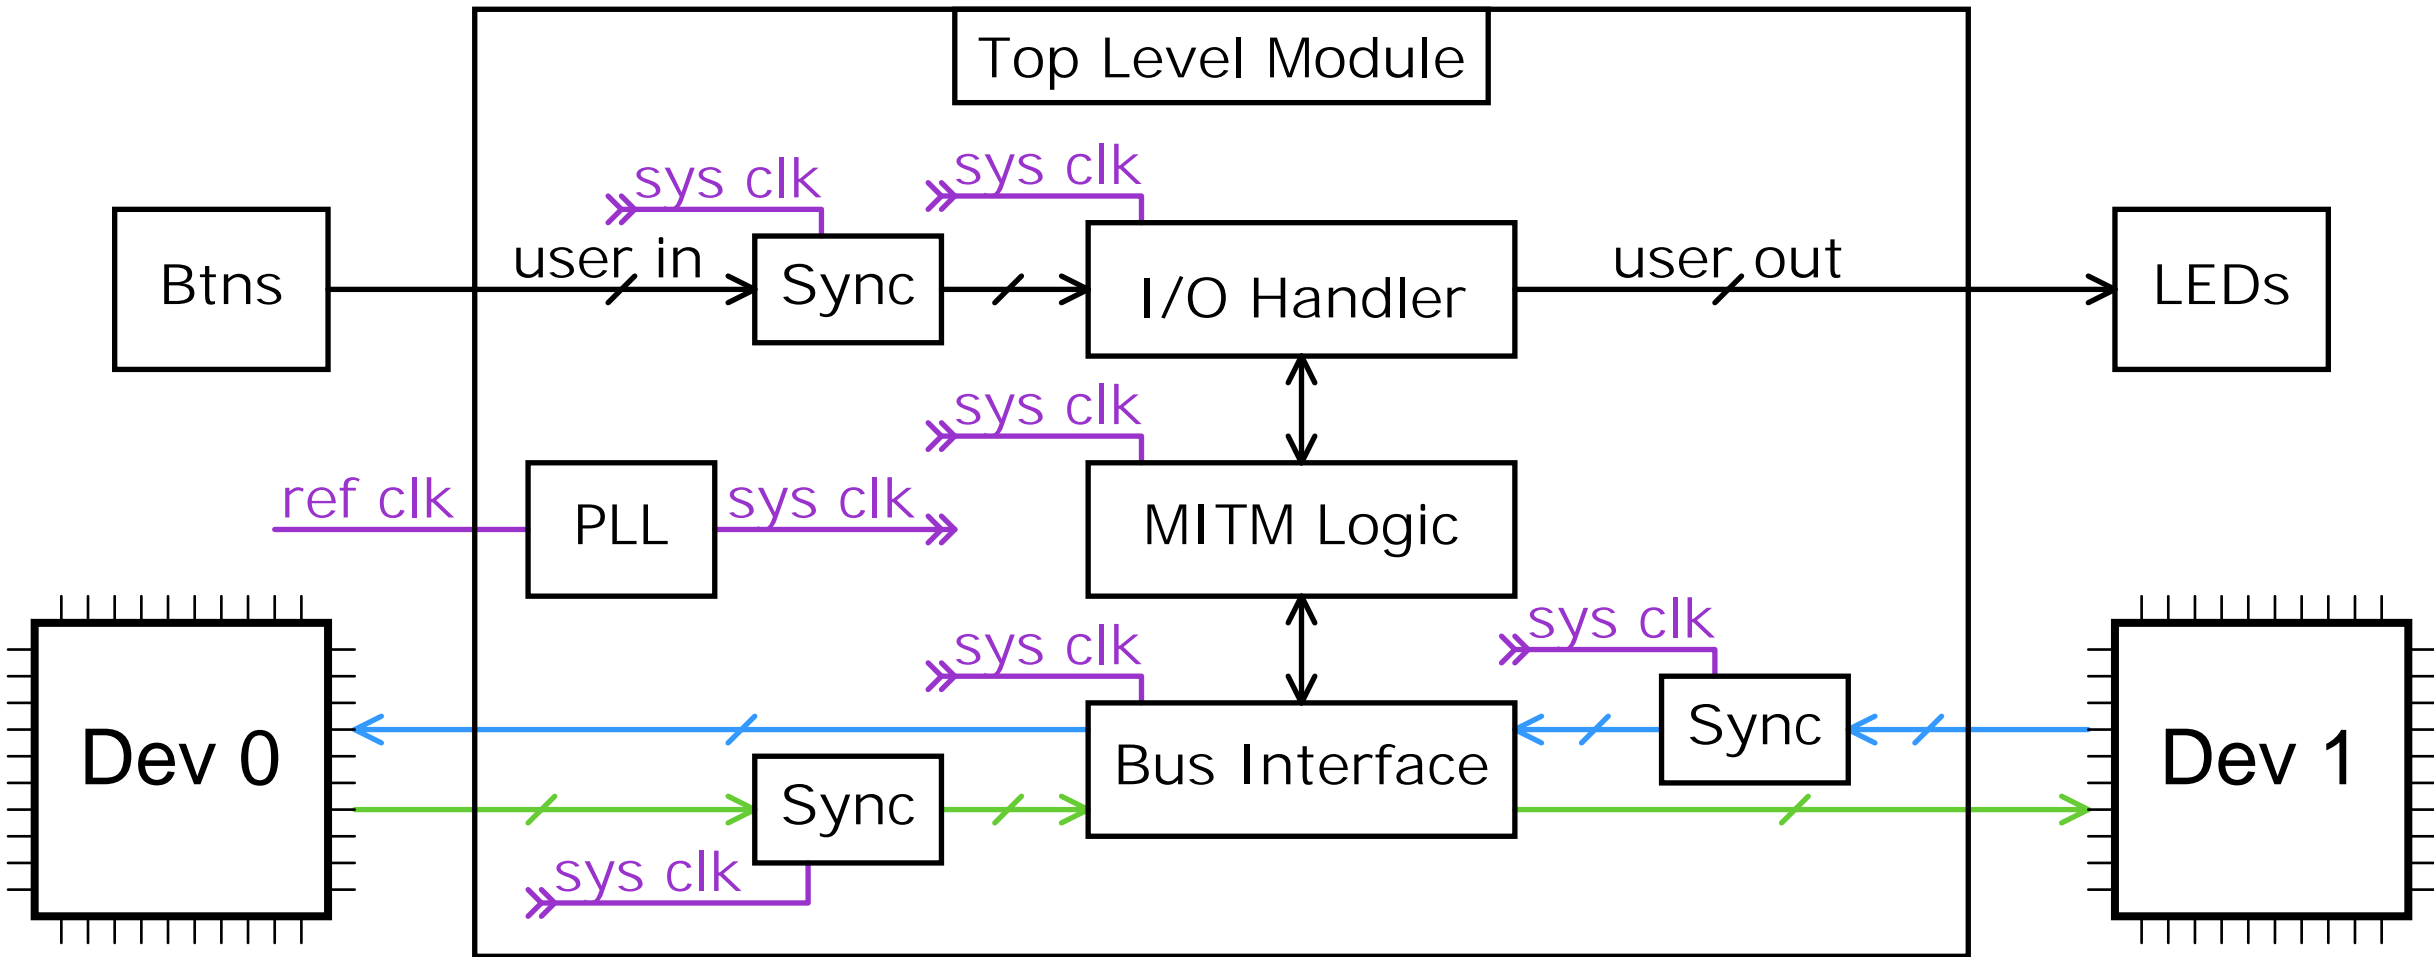 Top Level Module
sys clk
sys clk
Btns
user in
Sync
I/O Handler
user out
LEDs
sys clk
ref clk
PLL
sys clk
MITM Logic
sys clk
sys clk
Dev 0
Sync
Bus Interface
Sync
Dev 1
sys clk